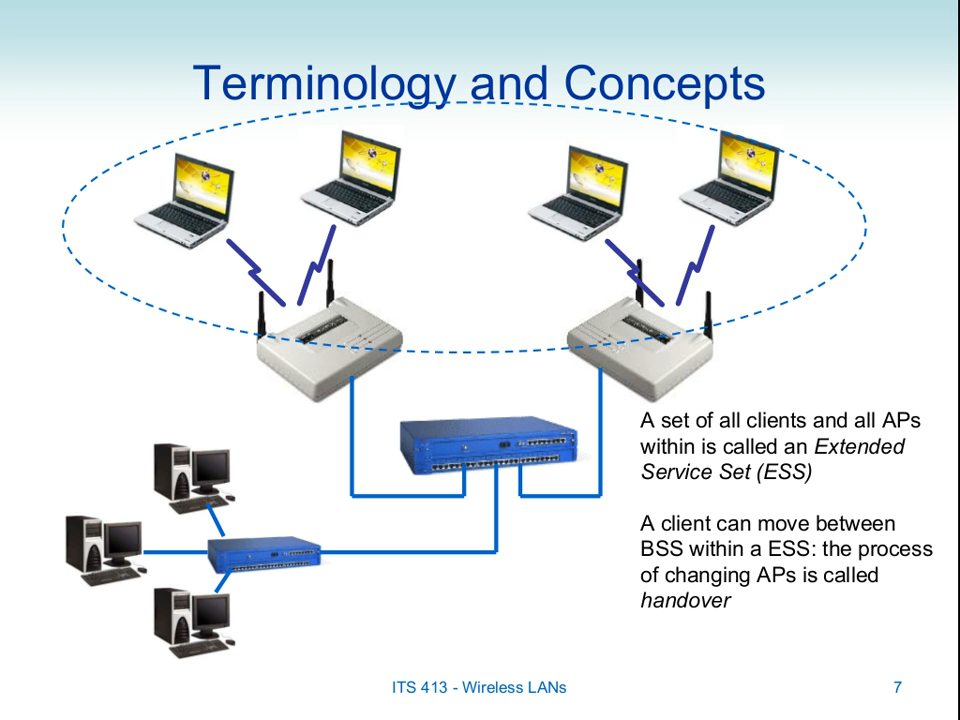 Terminology and Concepts
A set of all clients and all APs
within is called an Extended
Service Set (ESS)
A client can move between
BSS within a ESS: the process
of changing APs is called
handover
ITS 413 - Wireless LANs
7